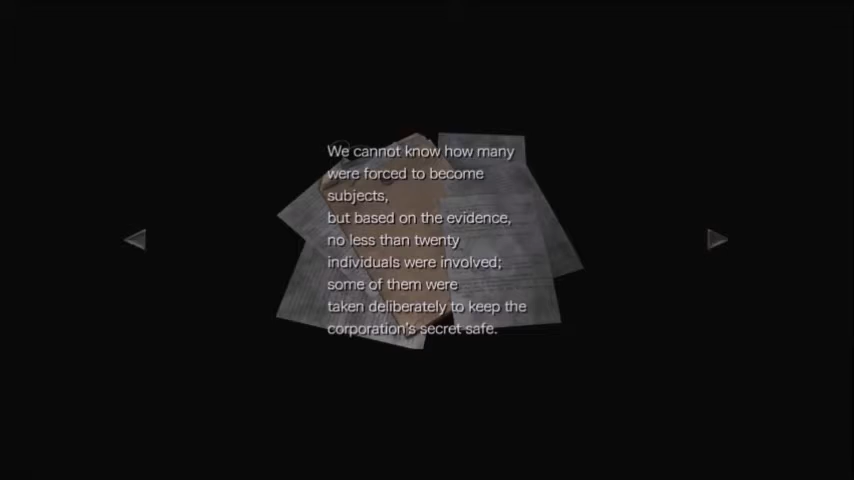 We cannot know how many
were forced to become
subjects,
but based on the evidence,
no less than twenty
individuals were involved;
some of them were
taken deliberately to keep the
corporation's secret safe.